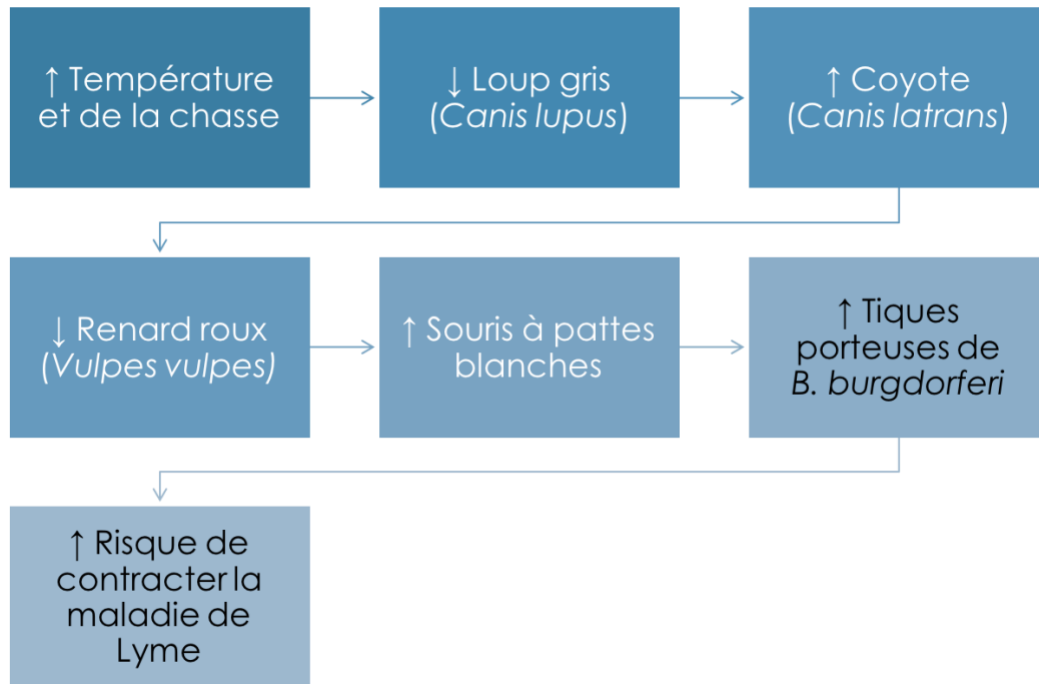 ↑ Température
et de la chasse
↓ Loup gris
(Canis lupus)
↑ Coyote
(Canis latrans)
↓ Renard roux
(Vulpes vulpes)
↑ Souris à pattes
blanches
↑ Tiques
porteuses de
B. burgdorferi
↑ Risque de
contracter la
maladie de
Lyme